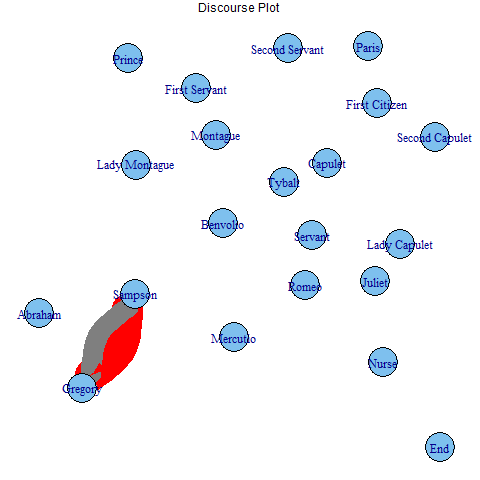 Discourse Plot
Second Servant
Paris
Prince
First Servant
First Citizen
Montague
Second Capulet
Lady Montague
Capulet
Tybalt
Benvolio
Servant
Lady Capulet
Romeo
Juliet
Sampson
Abraham
Mercutio
Nurse
Gregory
End